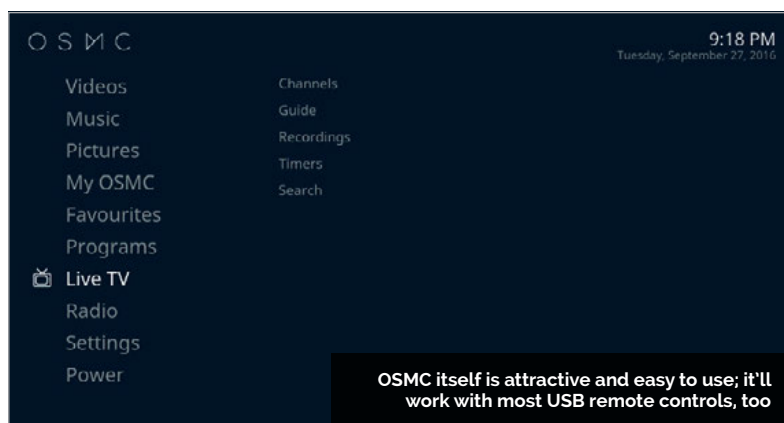 OSMC
9:18 PM
Tuesday, September 27, 2016
Videos
Music
Pictures
My OSMC
Favourites
Programs
Live TV
Radio
Settings
Power
Channels
Guide
Recordings
Timers
Search
OSMC itself is attractive and easy to use; it'll
work with most USB remote controls, too